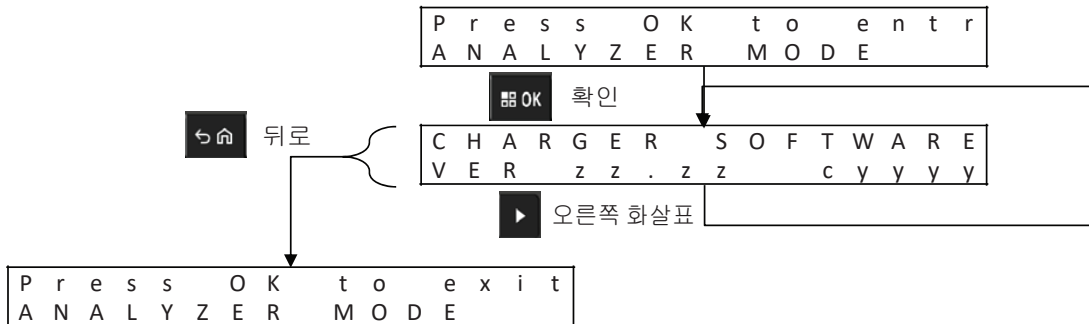 Press OK to entr
ANALYZER MODE
OK 확인
뒤로
CHARGER SOFTWARE
VER zz.zz cyyyy
오른쪽 화살표
Press OK to exit
ANALYZER MODE